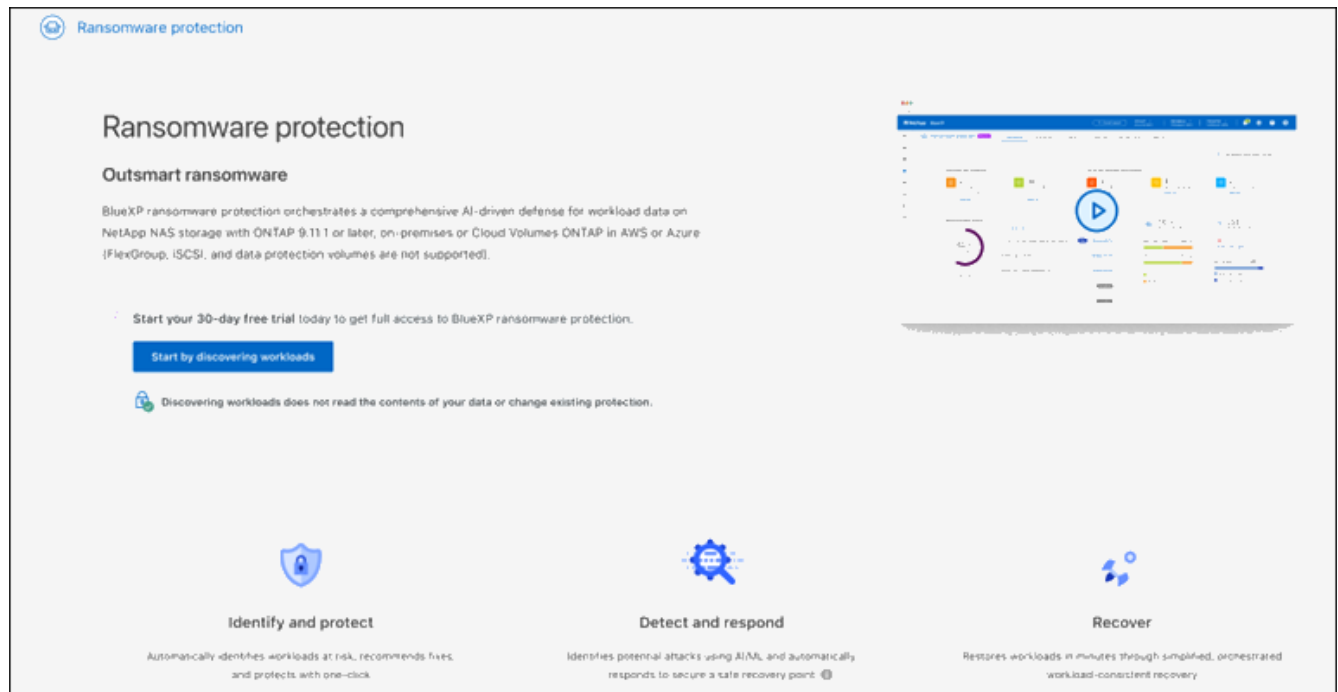 Ransomware protection
Ransomware protection
Outsmart ransomware
BlueXP ransomware protection orchestrates a comprehensive AI-driven defense for workload data on
NetApp NAS storage with ONTAP 9.11.1 or later, on-premises or Cloud Volumes ONTAP in AWS or Azure
(FlexGroup, iSCSI, and data protection volumes are not supported).
Start your 30-day free trial today to get full access to BlueXP ransomware protection.
Start by discovering workloads
Discovering workloads does not read the contents of your data or change existing protection.
Identify and protect
Automatically identifies workloads at risk, recommends fixes,
and protects with one-click
Detect and respond
Identifies potential attacks using AI/ML and automatically
responds to secure a safe recovery point
Recover
Restores workloads in minutes through simplified, orchestrated
workload-consistent recovery